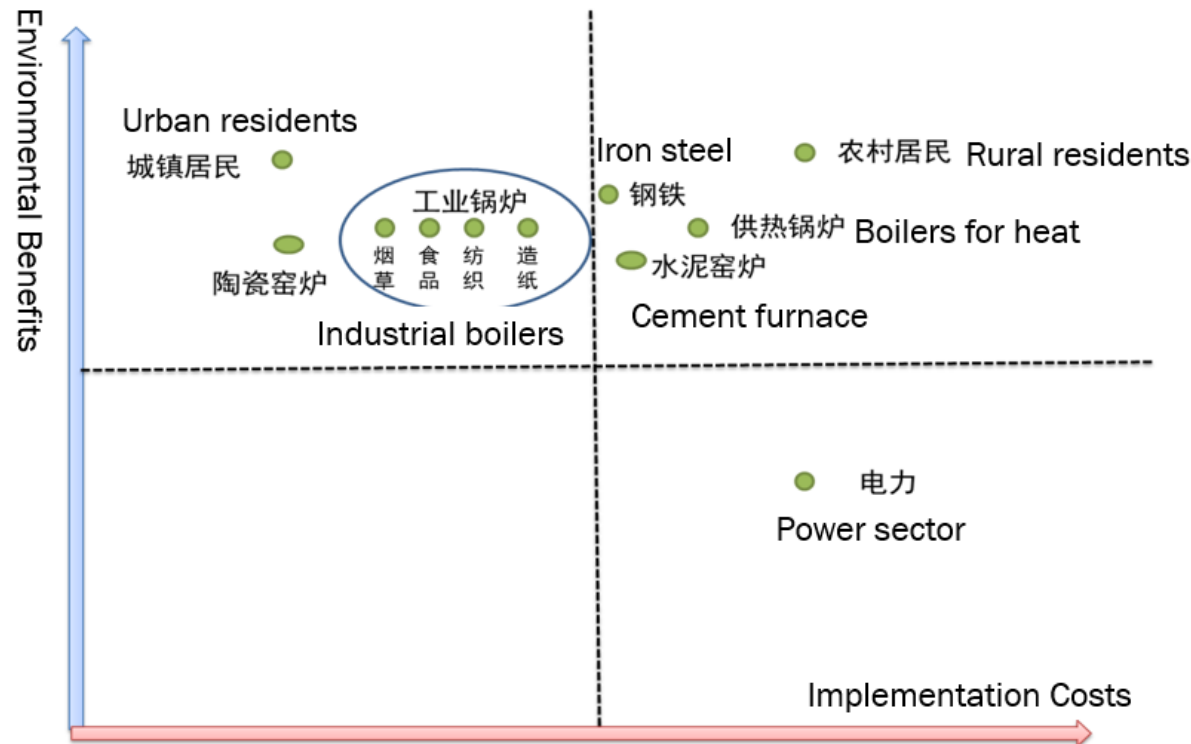 Environmental Benefits
Urban residents
城镇居民
陶瓷窑炉
工业锅炉
烟草
食品
纺织
造纸
Industrial boilers
Iron steel
钢铁
农村居民 Rural residents
供热锅炉 Boilers for heat
水泥窑炉
Cement furnace
电力
Power sector
Implementation Costs